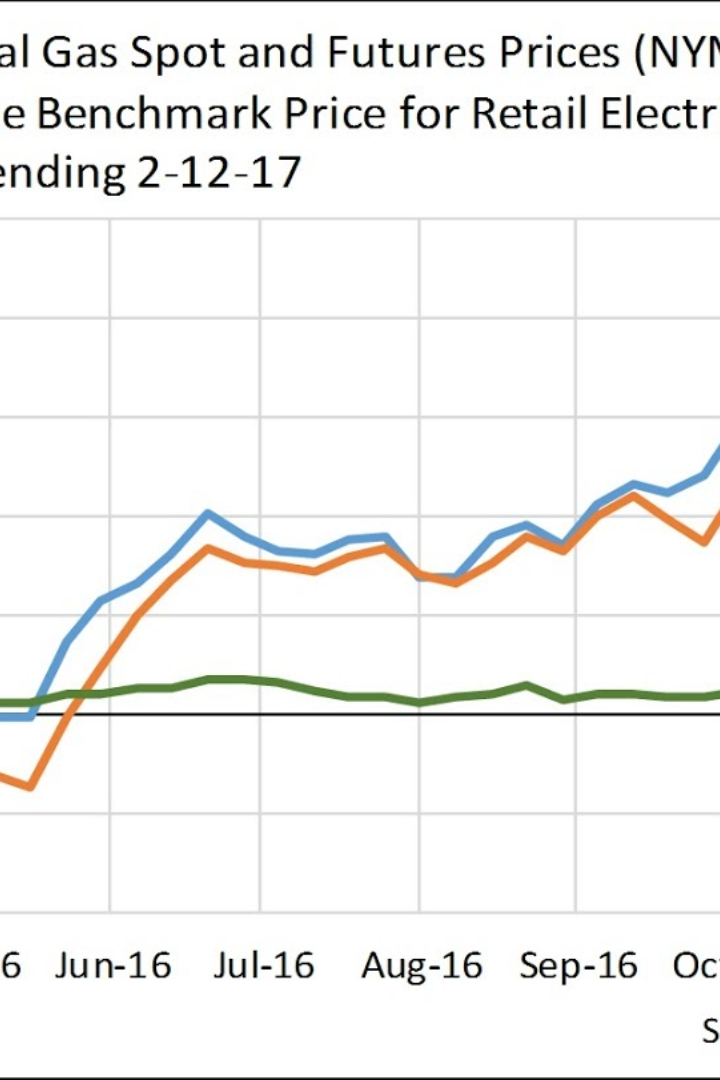 al Gas Spot and Futures Prices (NYM
e Benchmark Price for Retail Electr
ending 2-12-17
6 Jun-16 Jul-16 Aug-16 Sep-16 Oct
S